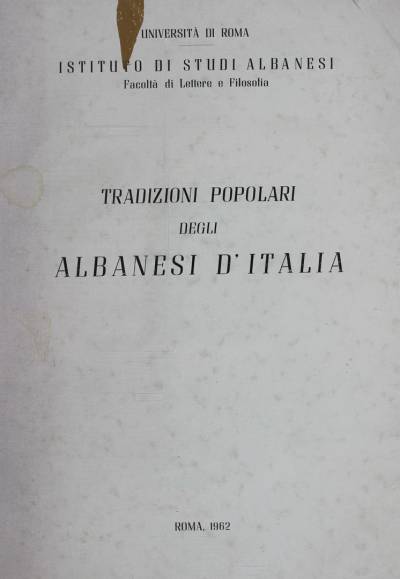 UNIVERSITÀ DI ROMA
ISTITUTO DI STUDI ALBANESI
Facoltà di Lettere e Filosofia
TRADIZIONI POPOLARI
DEGLI
ALBANESI D'ITALIA
ROMA, 1962